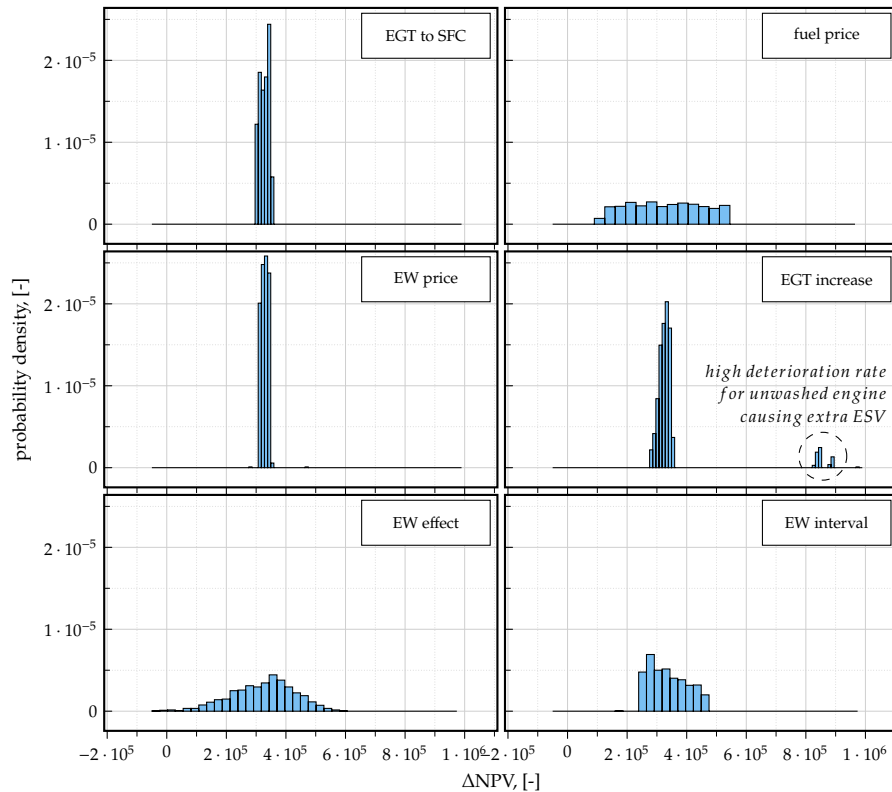 EGT to SFC
fuel price
2 · 10⁻⁵
1 · 10⁻⁵
0
EW price
EGT increase
2 · 10⁻⁵
1 · 10⁻⁵
0
high deterioration rate
for unwashed engine
causing extra ESV
probability density, [-]
EW effect
EW interval
2 · 10⁻⁵
1 · 10⁻⁵
0
−2 · 10⁵ 0 2 · 10⁵ 4 · 10⁵ 6 · 10⁵ 8 · 10⁵ 1 · 10⁶
−2 · 10⁵ 0 2 · 10⁵ 4 · 10⁵ 6 · 10⁵ 8 · 10⁵ 1 · 10⁶
ΔNPV, [-]